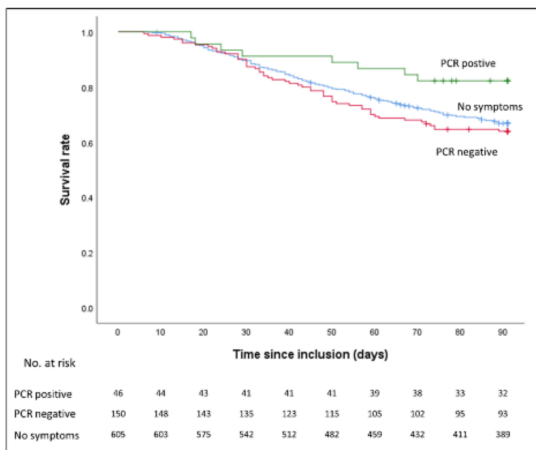 1.0
PCR postive
0.8
No symptoms
0.6
PCR negative
Survival rate
0.4
0.2
0.0
0 10 20 30 40 50 60 70 80 90
Time since inclusion (days)
No. at risk
PCR positive 46 44 43 41 41 41 39 38 33 32
PCR negative 150 148 143 135 123 115 105 102 95 93
No symptoms 605 603 575 542 512 482 459 432 411 389